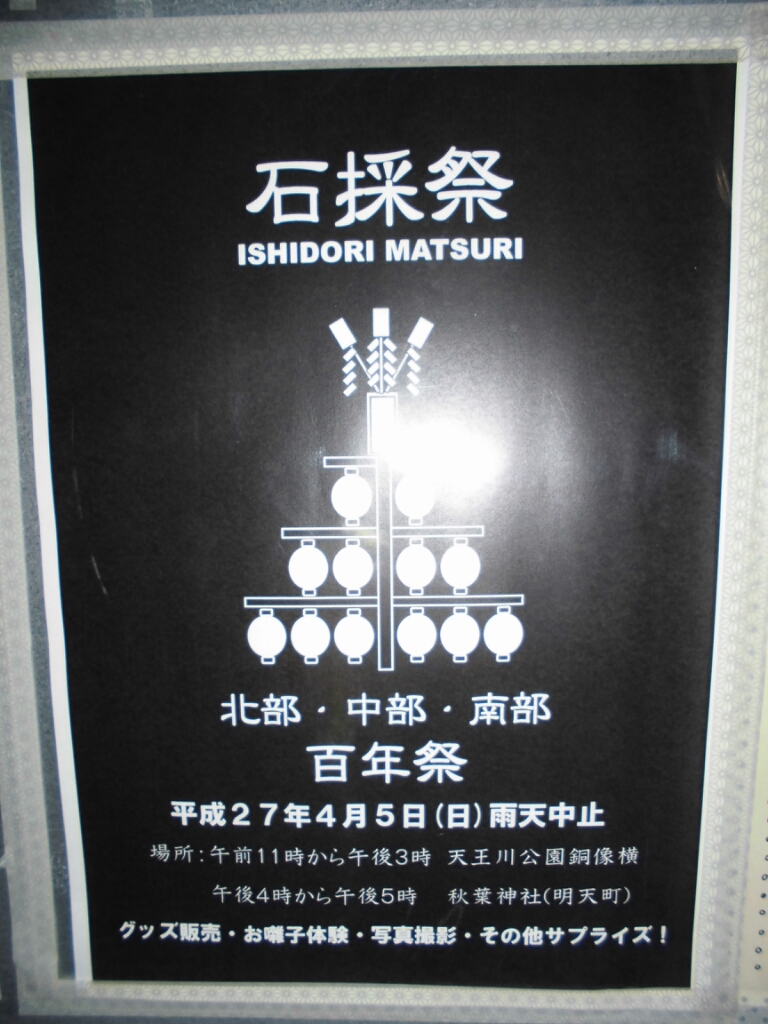 石採祭
ISHIDORI MATSURI
北部・中部・南部
百年祭
平成27年4月5日(日)雨天中止
場所:午前11時から午後3時 天王川公園銅像横
午後4時から午後5時 秋葉神社(明天町)
グッズ販売・お囃子体験・写真撮影・その他サプライズ!